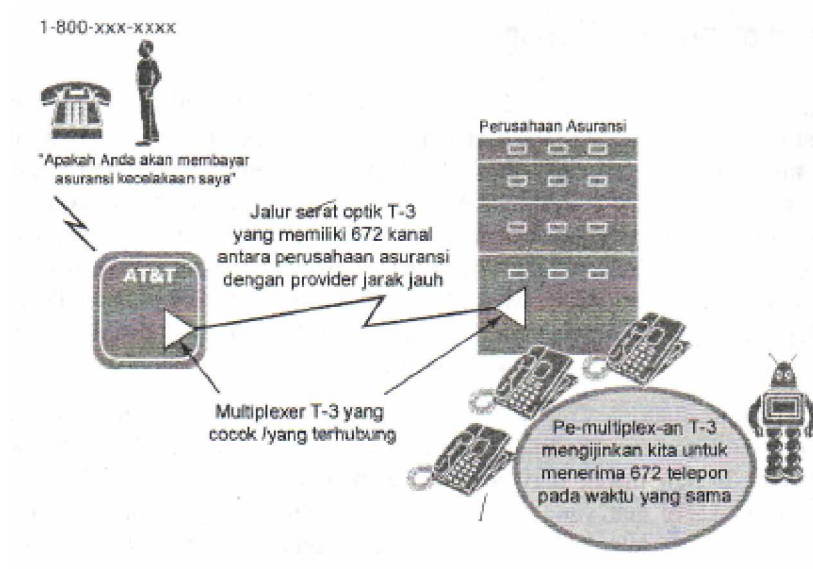 1-800-xxx-xxxx
Perusahaan Asuransi
"Apakah Anda akan membayar
asuransi kecelakaan saya"
Jalur serat optik T-3
yang memiliki 672 kanal
antara perusahaan asuransi
dengan provider jarak jauh
AT&T
Multiplexer T-3 yang
cocok /yang terhubung
Pe-multiplex-an T-3
mengijinkan kita untuk
menerima 672 telepon
pada waktu yang sama